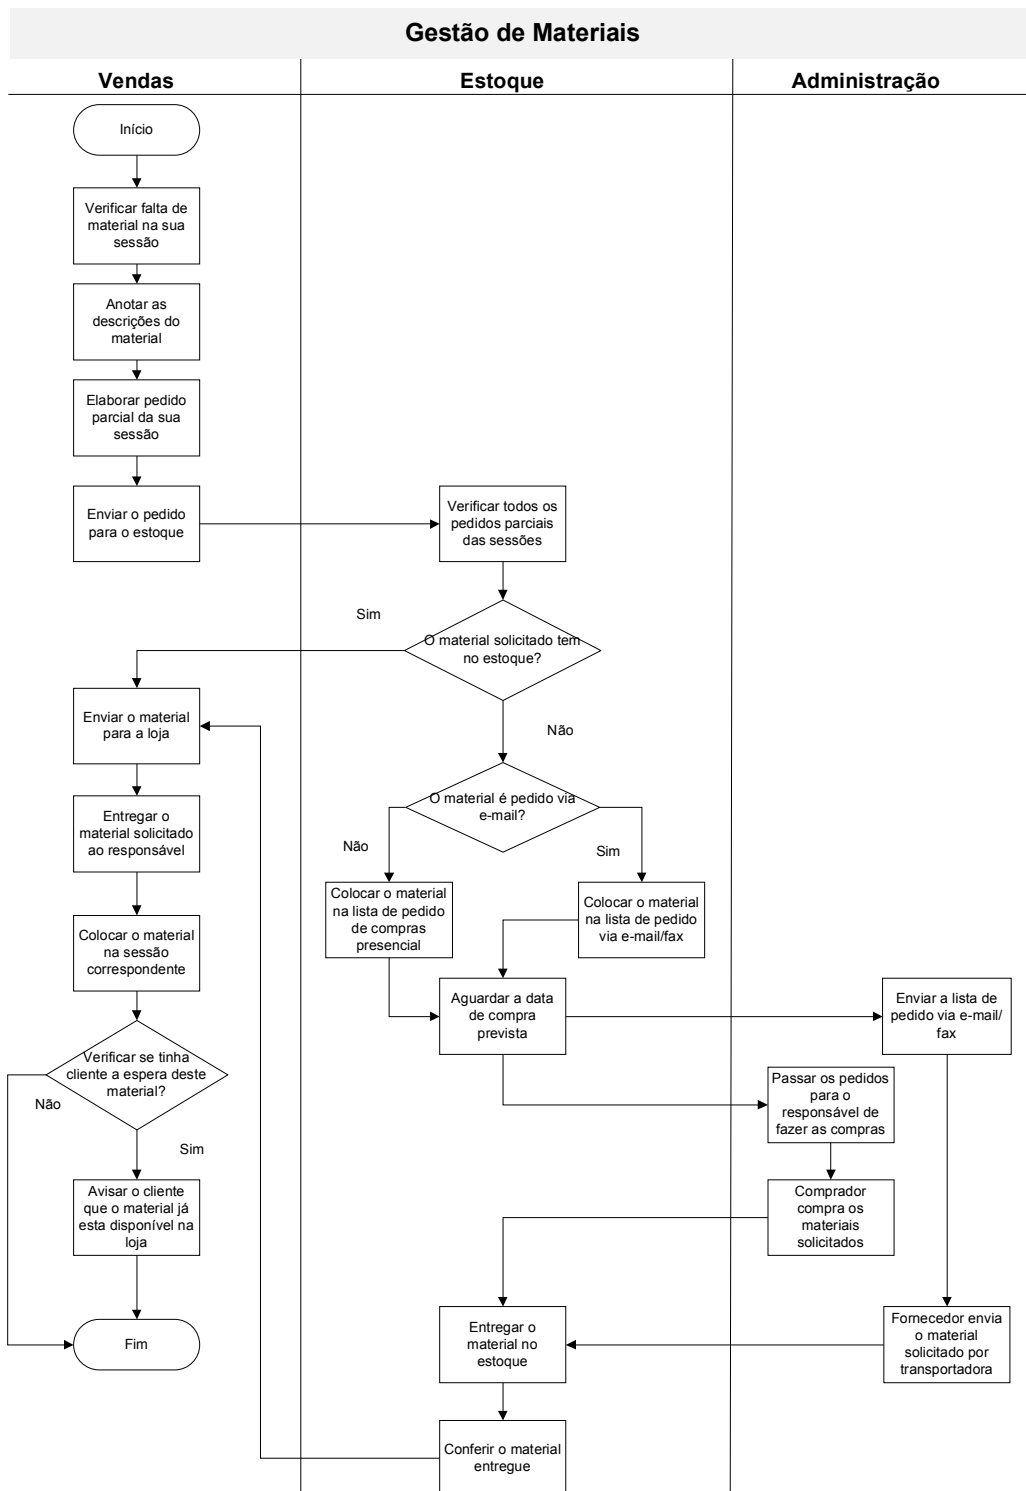 Gestão de Materiais
Vendas
Estoque
Administração
Início
Verificar falta de
material na sua
sessão
Anotar as
descrições do
material
Elaborar pedido
parcial da sua
sessão
Enviar o pedido
para o estoque
Verificar todos os
pedidos parciais
das sessões
Sim
O material solicitado tem
no estoque?
Enviar o material
para a loja
Não
O material é pedido via
e-mail?
Entregar o
material solicitado
ao responsável
Não
Sim
Colocar o material
na lista de pedido
de compras
presencial
Colocar o material
na lista de pedido
via e-mail/fax
Colocar o material
na sessão
correspondente
Aguardar a data
de compra
prevista
Enviar a lista de
pedido via e-mail/
fax
Verificar se tinha
cliente a espera deste
material?
Não
Sim
Passar os pedidos
para o
responsável de
fazer as compras
Avisar o cliente
que o material já
esta disponível na
loja
Comprador
compra os
materiais
solicitados
Fim
Entregar o
material no
estoque
Fornecedor envia
o material
solicitado por
transportadora
Conferir o material
entregue